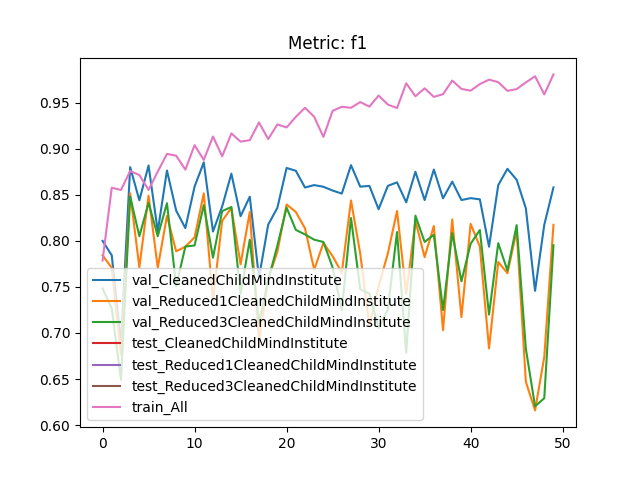 Metric: f1
0.95
0.90
0.85
0.80
0.75
0.70
0.65
0.60
val_CleanedChildMindInstitute
val_Reduced1CleanedChildMindInstitute
val_Reduced3CleanedChildMindInstitute
test_CleanedChildMindInstitute
test_Reduced1CleanedChildMindInstitute
test_Reduced3CleanedChildMindInstitute
train_All
0 10 20 30 40 50